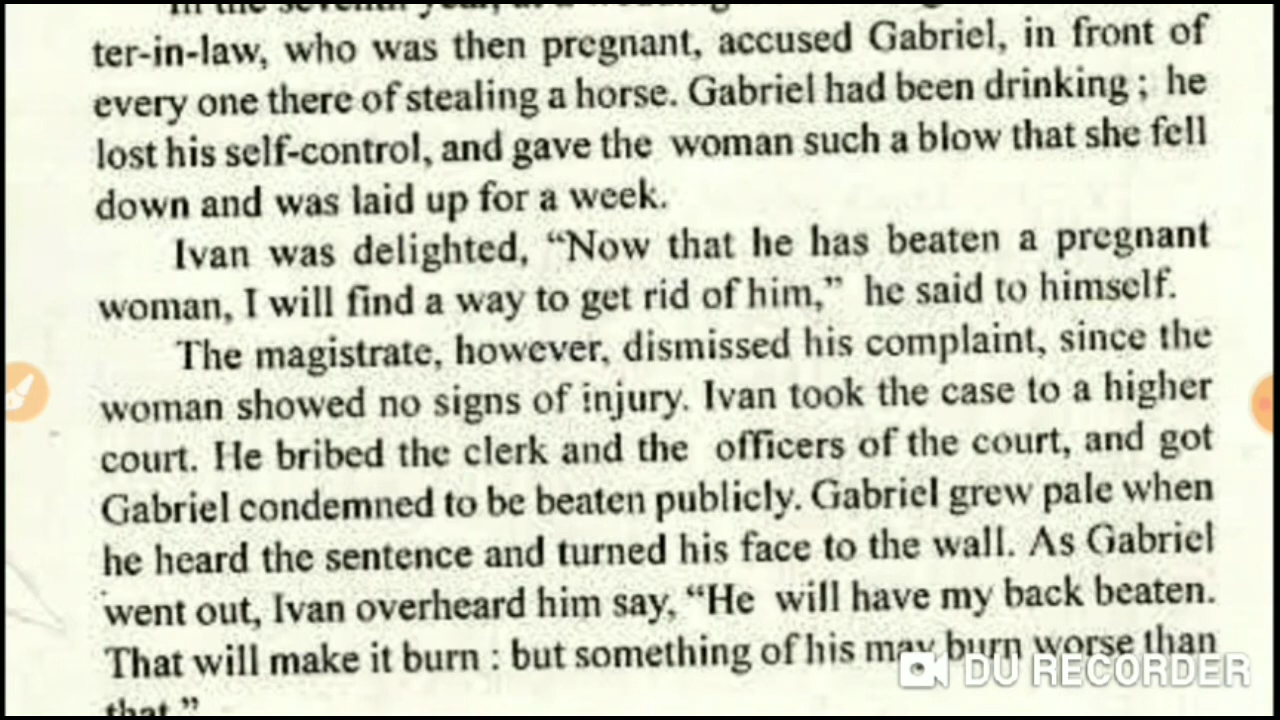 In the seventh year, at a wedding
ter-in-law, who was then pregnant, accused Gabriel, in front of
every one there of stealing a horse. Gabriel had been drinking ; he
lost his self-control, and gave the woman such a blow that she fell
down and was laid up for a week.
Ivan was delighted, “Now that he has beaten a pregnant
woman, I will find a way to get rid of him,” he said to himself.
The magistrate, however, dismissed his complaint, since the
woman showed no signs of injury. Ivan took the case to a higher
court. He bribed the clerk and the officers of the court, and got
Gabriel condemned to be beaten publicly. Gabriel grew pale when
he heard the sentence and turned his face to the wall. As Gabriel
went out, Ivan overheard him say, “He will have my back beaten.
That will make it burn : but something of his may burn worse than
that.”
DU RECORDER